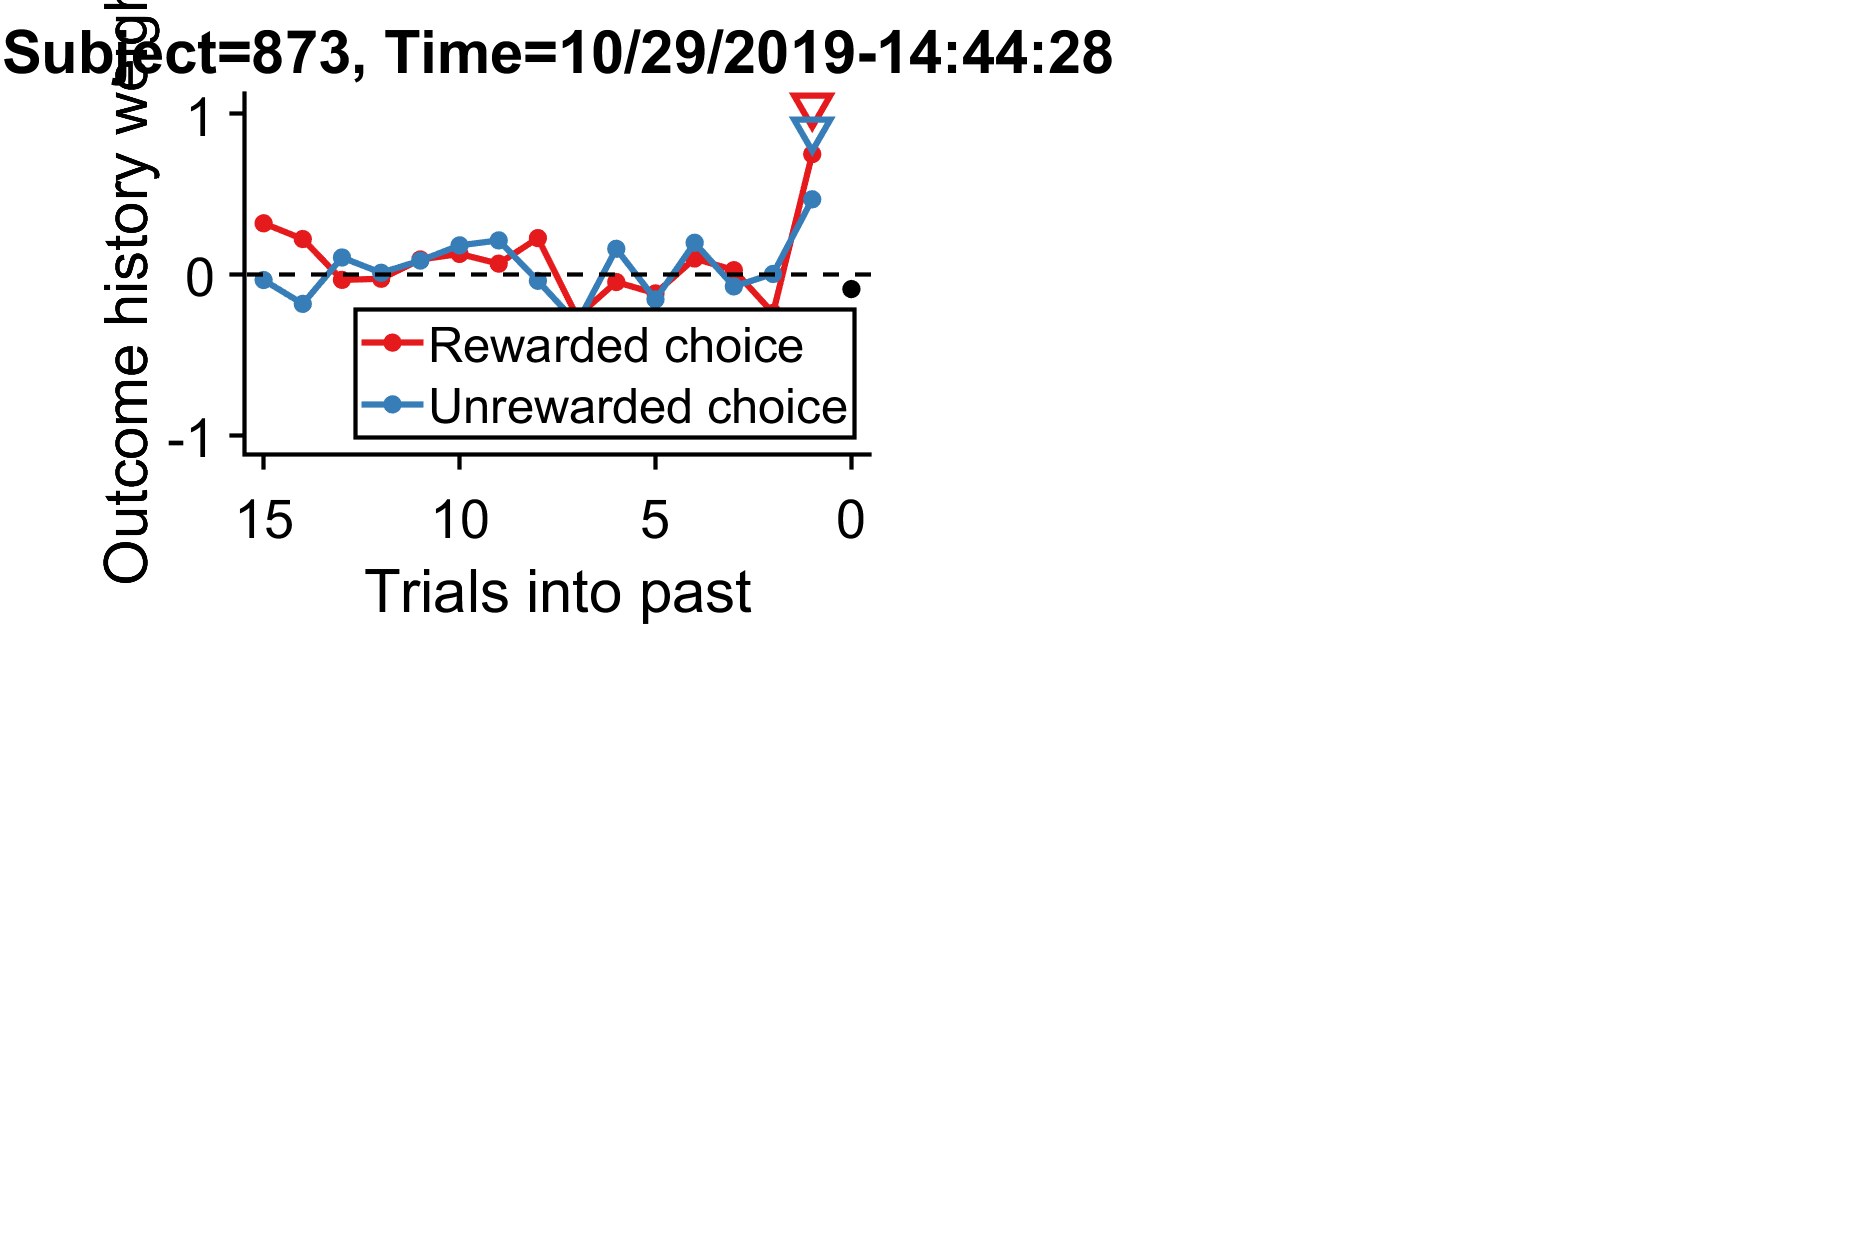 Subject=873, Time=10/29/2019-14:44:28
Outcome history
1
0
-1
Rewarded choice
Unrewarded choice
15 10 5 0
Trials into past